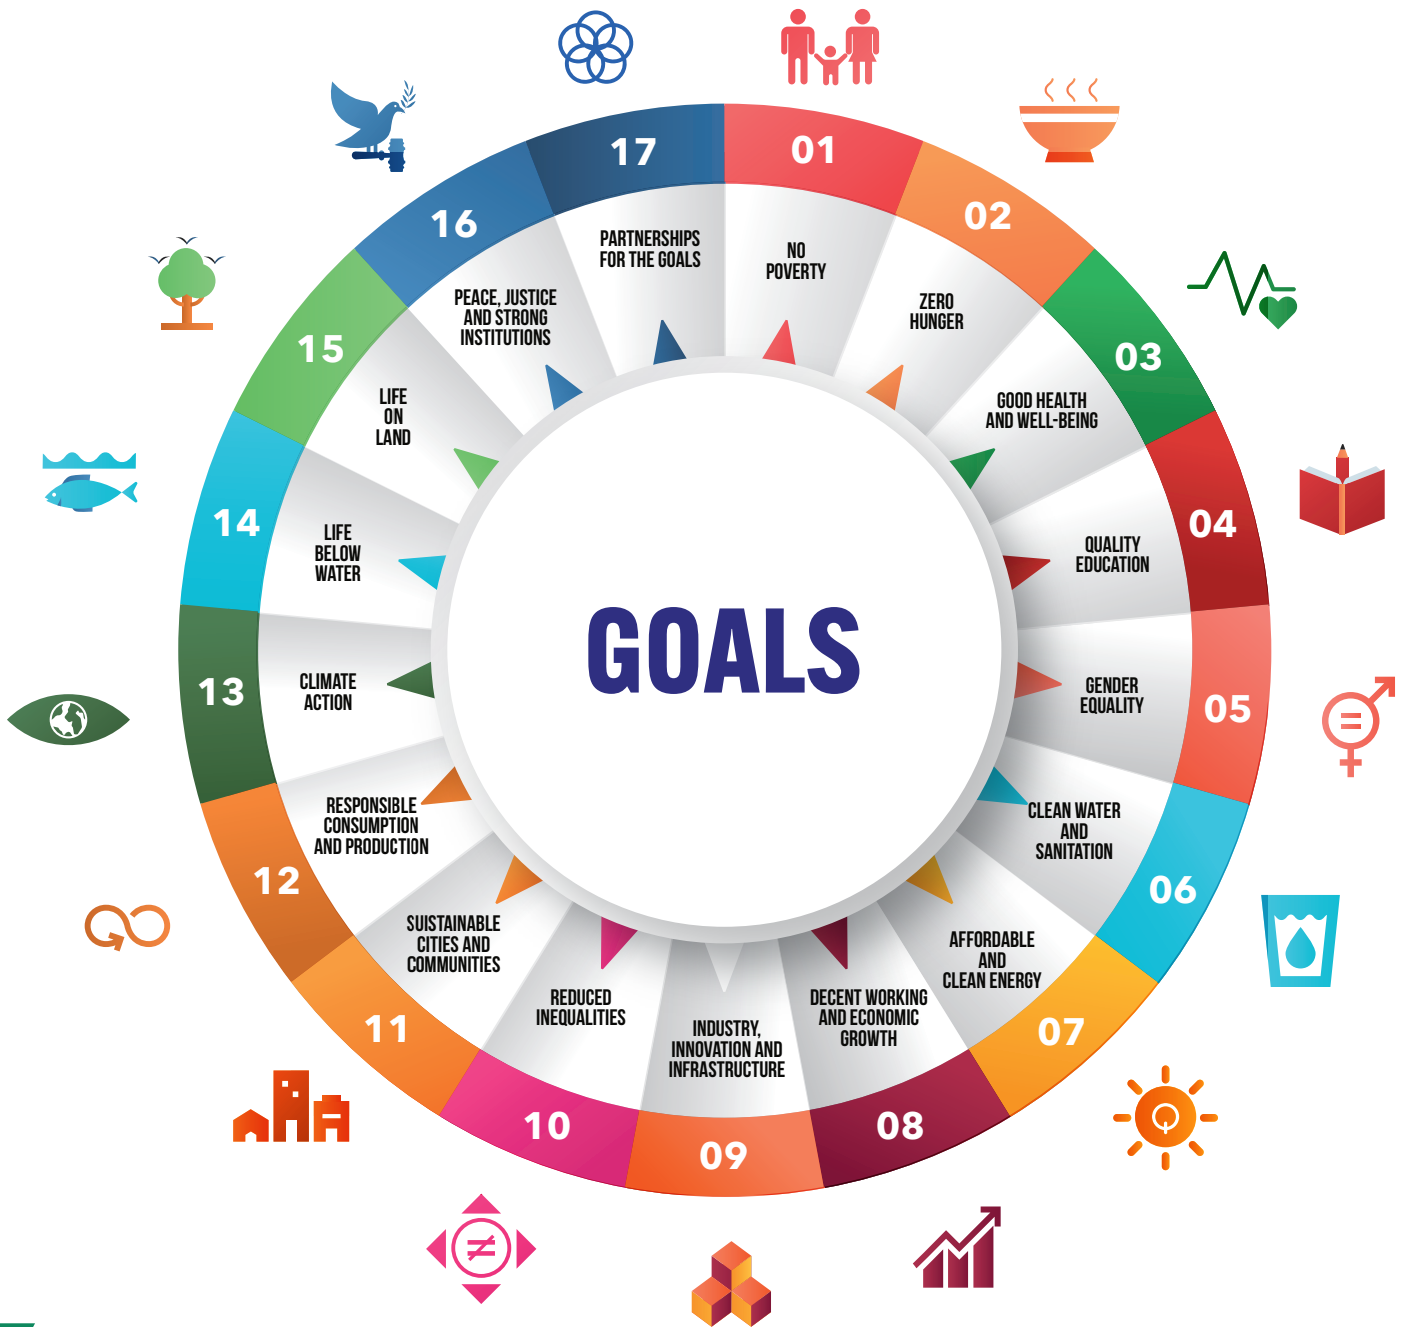 GOALS
01
NO
POVERTY
02
ZERO
HUNGER
03
GOOD HEALTH
AND WELL-BEING
04
QUALITY
EDUCATION
05
GENDER
EQUALITY
06
CLEAN WATER
AND
SANITATION
07
AFFORDABLE
AND
CLEAN ENERGY
08
DECENT WORKING
AND ECONOMIC
GROWTH
09
INDUSTRY,
INNOVATION AND
INFRASTRUCTURE
10
REDUCED
INEQUALITIES
11
SUISTAINABLE
CITIES AND
COMMUNITIES
12
RESPONSIBLE
CONSUMPTION
AND PRODUCTION
13
CLIMATE
ACTION
14
LIFE
BELOW
WATER
15
LIFE
ON
LAND
16
PEACE, JUSTICE
AND STRONG
INSTITUTIONS
17
PARTNERSHIPS
FOR THE GOALS